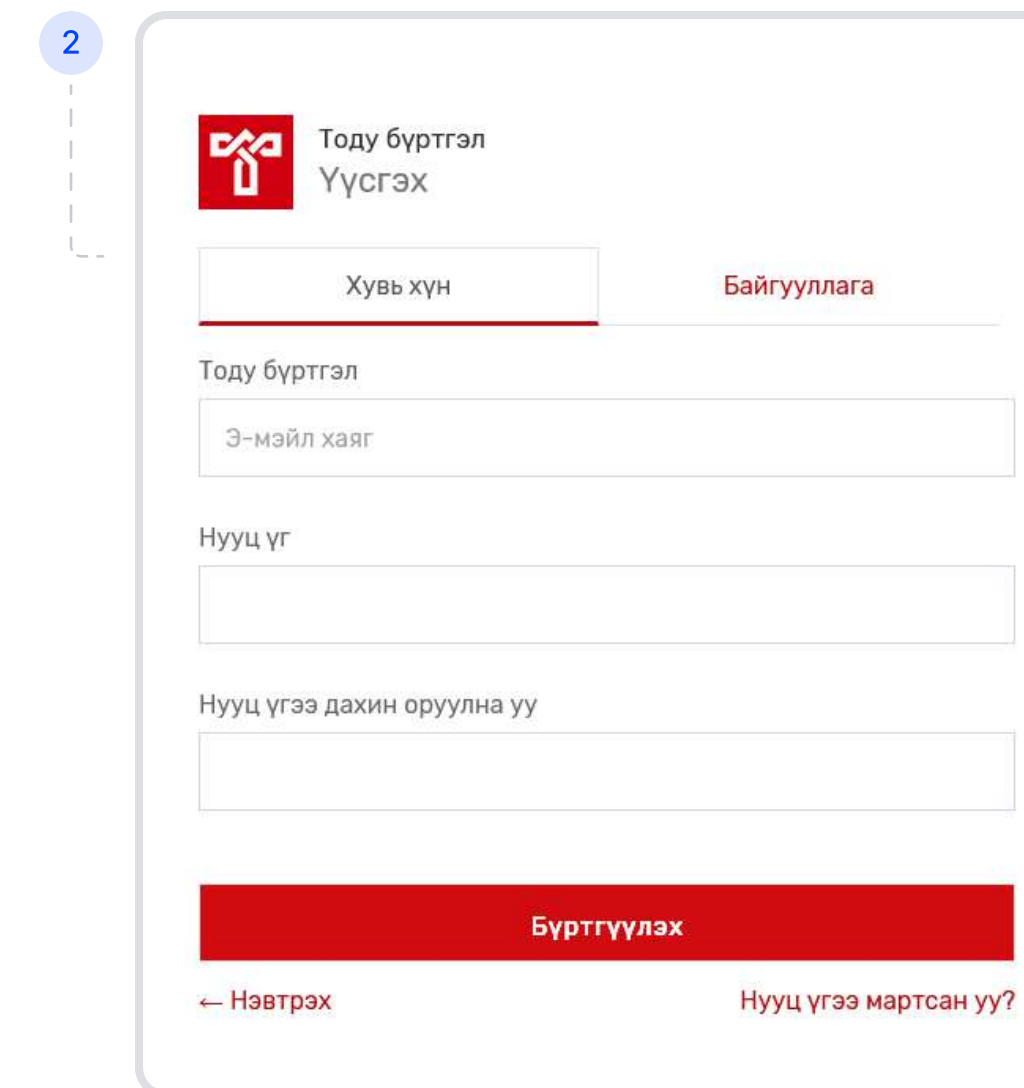 2
Тоду бүртгэл
Үүсгэх
Хувь хүн
Байгууллага
Тоду бүртгэл
Э-мэйл хаяг
Нууц үг
Нууц үгээ дахин оруулна уу
Бүртгүүлэх
← Нэвтрэх
Нууц үгээ мартсан уу?